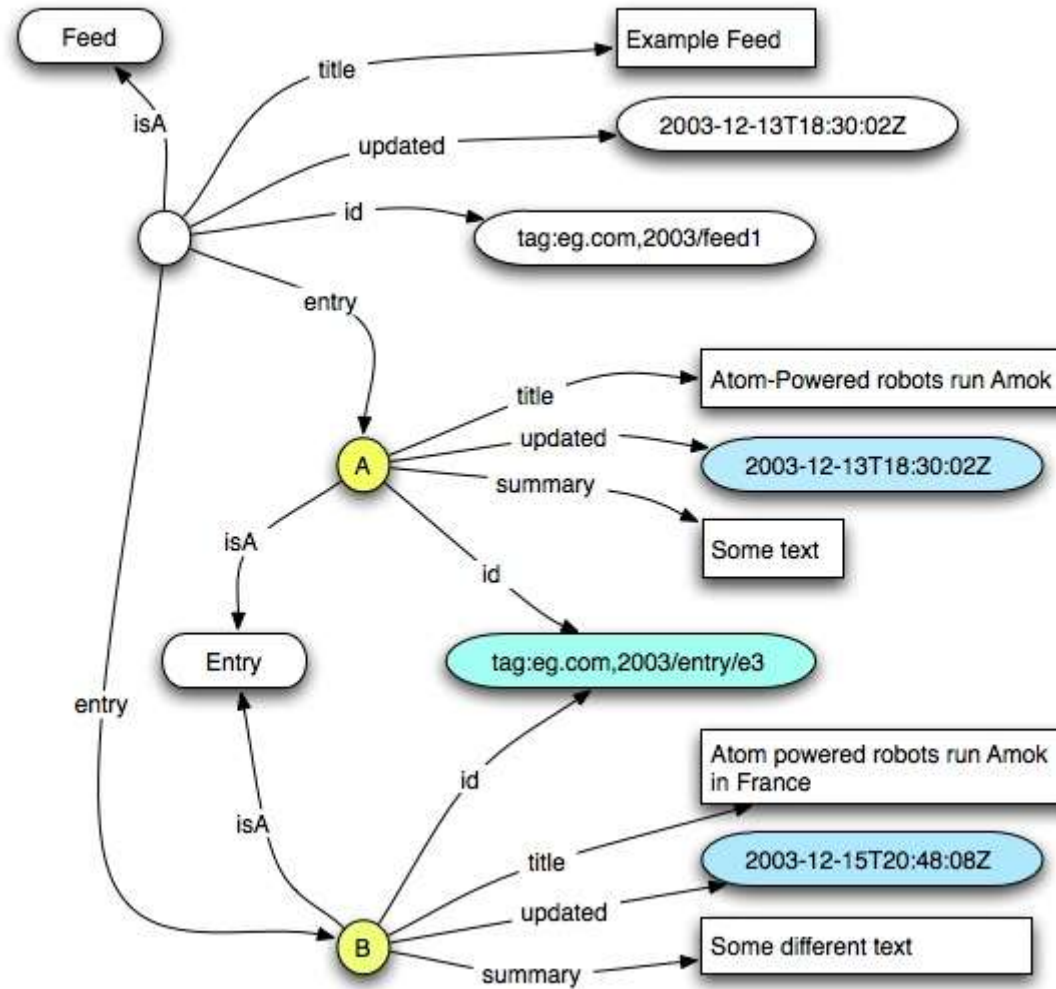 Feed
Example Feed
title
isA
2003-12-13T18:30:02Z
updated
id
tag:eg.com,2003/feed1
entry
Atom-Powered robots run Amok
title
A
updated
2003-12-13T18:30:02Z
summary
isA
Some text
id
Entry
tag:eg.com,2003/entry/e3
entry
Atom powered robots run Amok
in France
id
isA
title
2003-12-15T20:48:08Z
updated
B
Some different text
summary